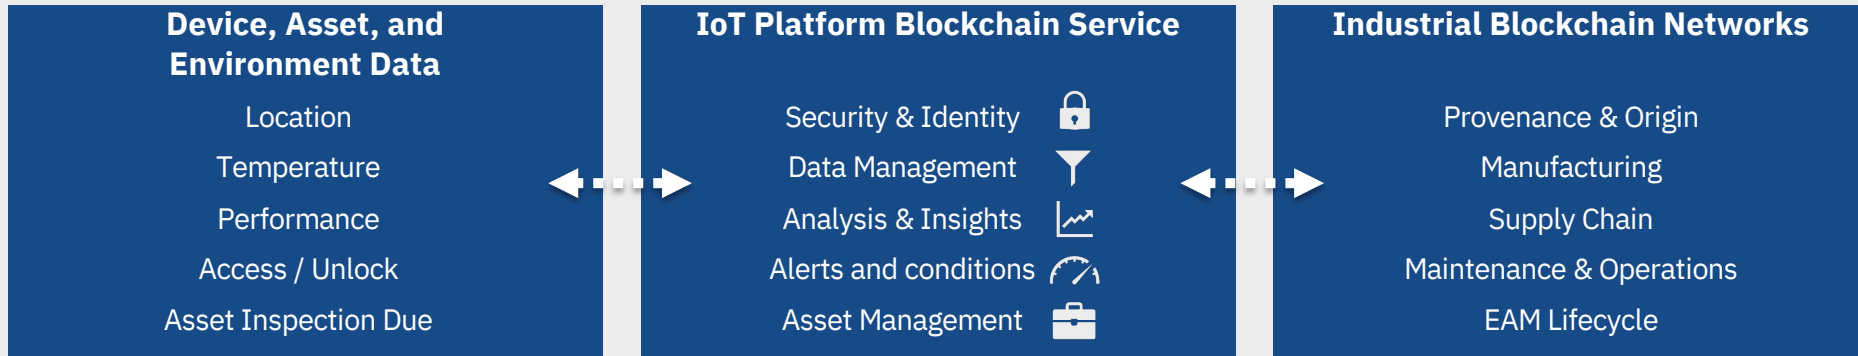 Device, Asset, and
Environment Data
Location
Temperature
Performance
Access / Unlock
Asset Inspection Due
IoT Platform Blockchain Service
Security & Identity
Data Management
Analysis & Insights
Alerts and conditions
Asset Management
Industrial Blockchain Networks
Provenance & Origin
Manufacturing
Supply Chain
Maintenance & Operations
EAM Lifecycle